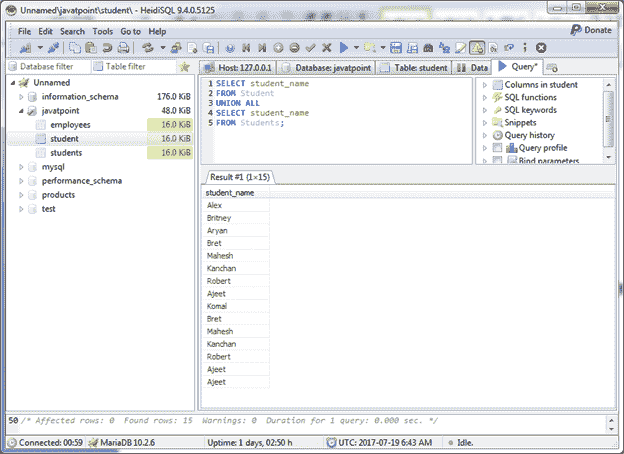 Unnamed\javatpoint\student\ - HeidiSQL 9.4.0.5125
File Edit Search Tools Go to Help
Donate
Database filter Table filter
Host: 127.0.0.1 Database: javatpoint Table: student Data Query*
Unnamed
information_schema 176.0 KiB
javatpoint 48.0 KiB
employees 16.0 KiB
student 16.0 KiB
students 16.0 KiB
mysql
performance_schema
products
test
1 SELECT student_name
2 FROM Student
3 UNION ALL
4 SELECT student_name
5 FROM Students;
Columns in student
SQL functions
SQL keywords
Snippets
Query history
Query profile
Bind parameters
Result #1 (1×15)
student_name
Alex
Britney
Aryan
Bret
Mahesh
Kanchan
Robert
Ajeet
Komal
Bret
Mahesh
Kanchan
Robert
Ajeet
Ajeet
50 /* Affected rows: 0 Found rows: 15 Warnings: 0 Duration for 1 query: 0.000 sec. */
Connected: 00:59 MariaDB 10.2.6 Uptime: 1 days, 02:50 h UTC: 2017-07-19 6:43 AM Idle.